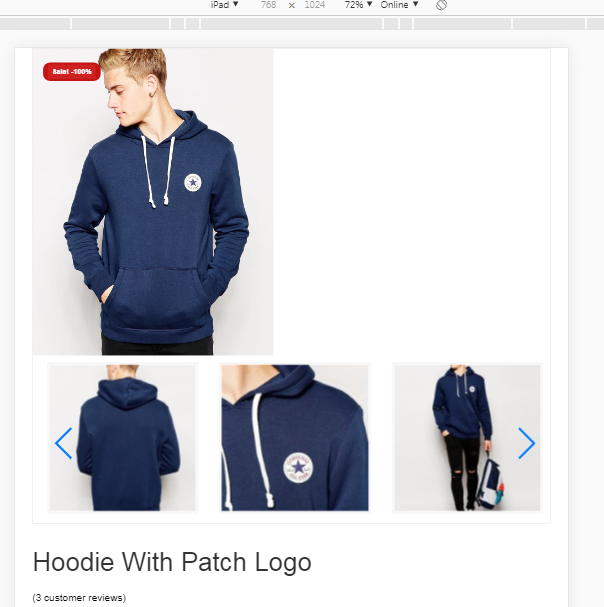 iPad ▼ 768 × 1024 72% ▼ Online ▼
Sale! -100%
Hoodie With Patch Logo
(3 customer reviews)